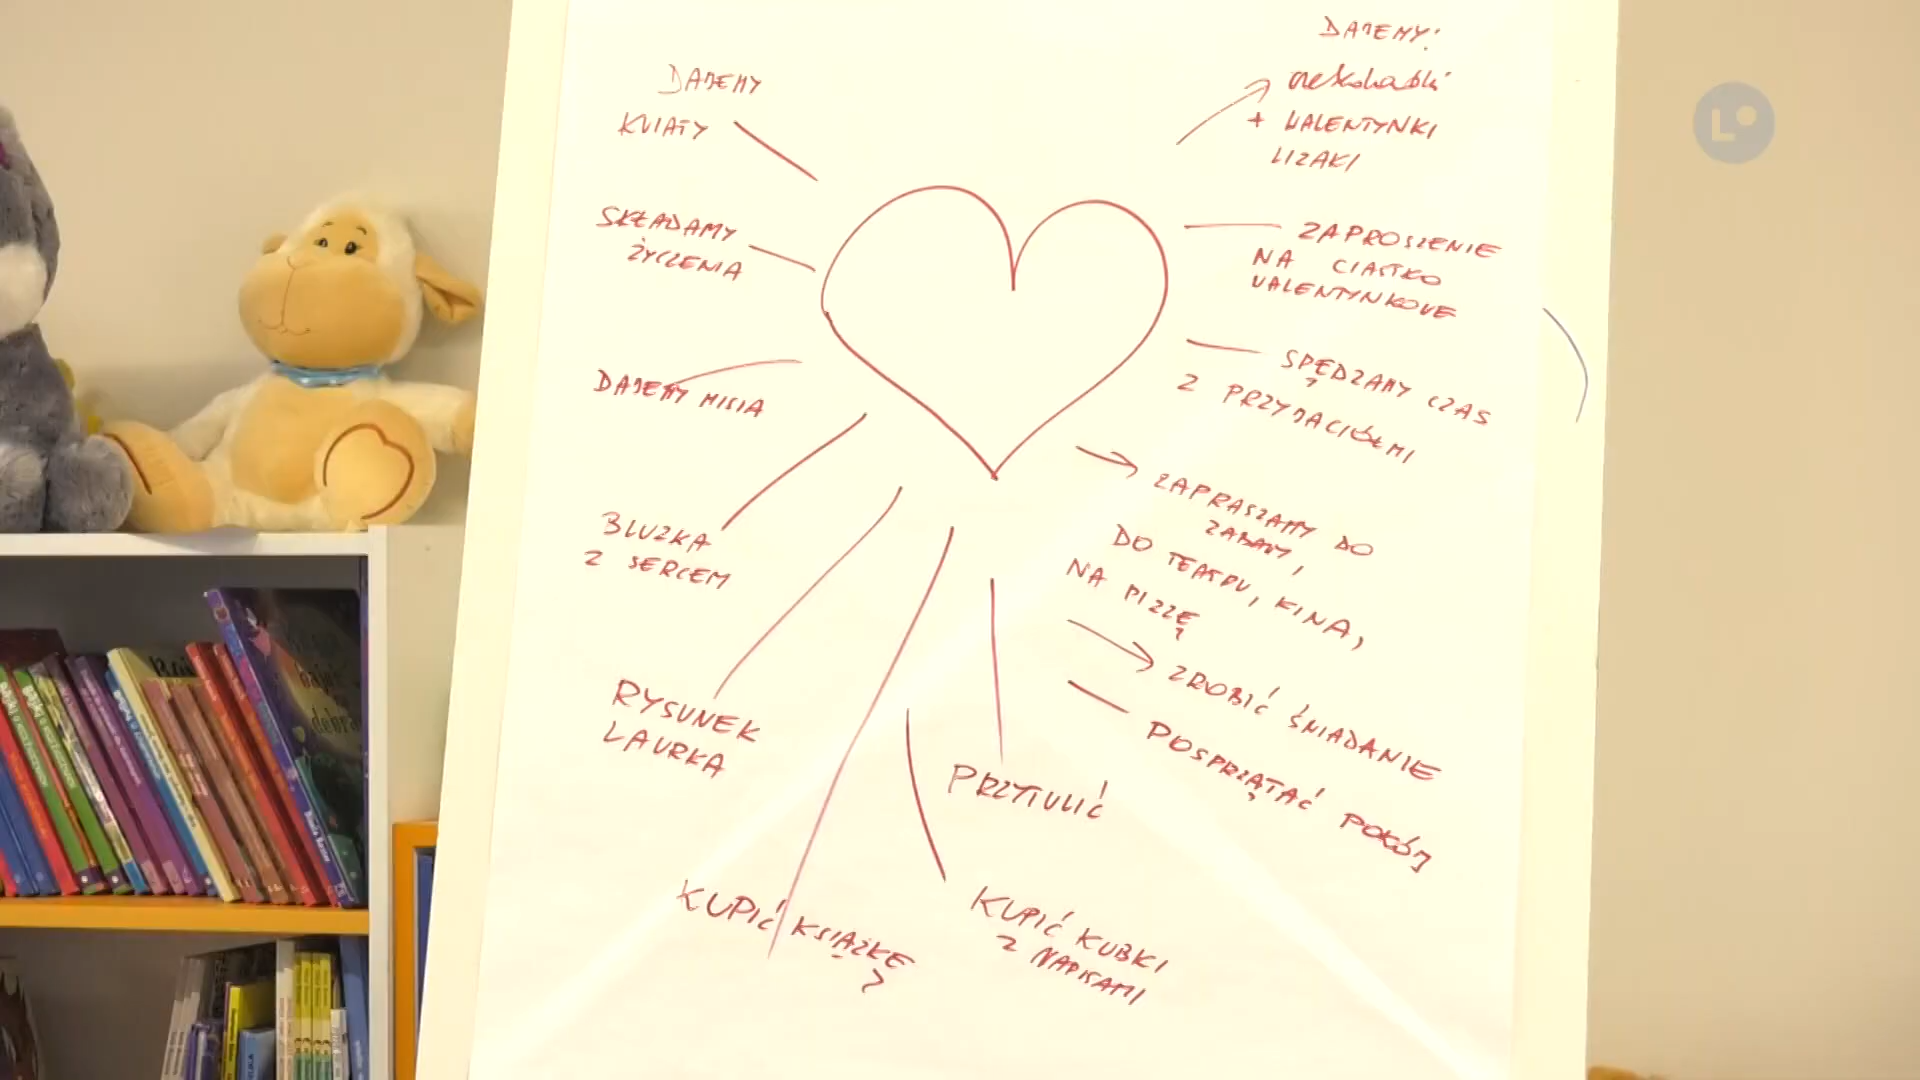 DAJEMY
KWIATY
SKŁADAMY
ŻYCZENIA
DAJEMY MISIA
BLUZKA
Z SERCEM
RYSUNEK
LAURKA
KUPIĆ KSIĄŻKĘ
KUPIĆ KUBKI
Z NAPISAMI
PRZYTULIĆ
DAJEMY:
+ WALENTYNKI
LIZAKI
ZAPROSZENIE
NA CIASTKO
WALENTYNKOWE
SPĘDZAMY CZAS
Z PRZYJACIÓŁMI
ZAPRASZAMY DO
ZABAWY,
DO TEATRU, KINA,
NA PIZZĘ
ZROBIĆ ŚNIADANIE
POSPRZĄTAĆ POKÓJ
L